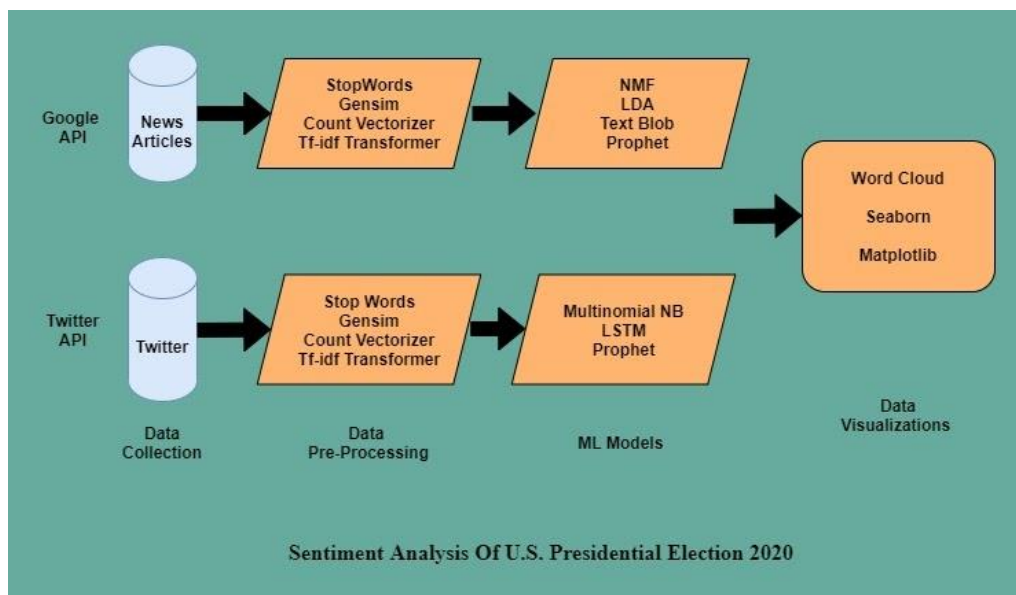 Google
API
News
Articles
StopWords
Gensim
Count Vectorizer
Tf-idf Transformer
NMF
LDA
Text Blob
Prophet
Word Cloud
Seaborn
Matplotlib
Twitter
API
Twitter
Stop Words
Gensim
Count Vectorizer
Tf-idf Transformer
Multinomial NB
LSTM
Prophet
Data
Collection
Data
Pre-Processing
ML Models
Data
Visualizations
Sentiment Analysis Of U.S. Presidential Election 2020